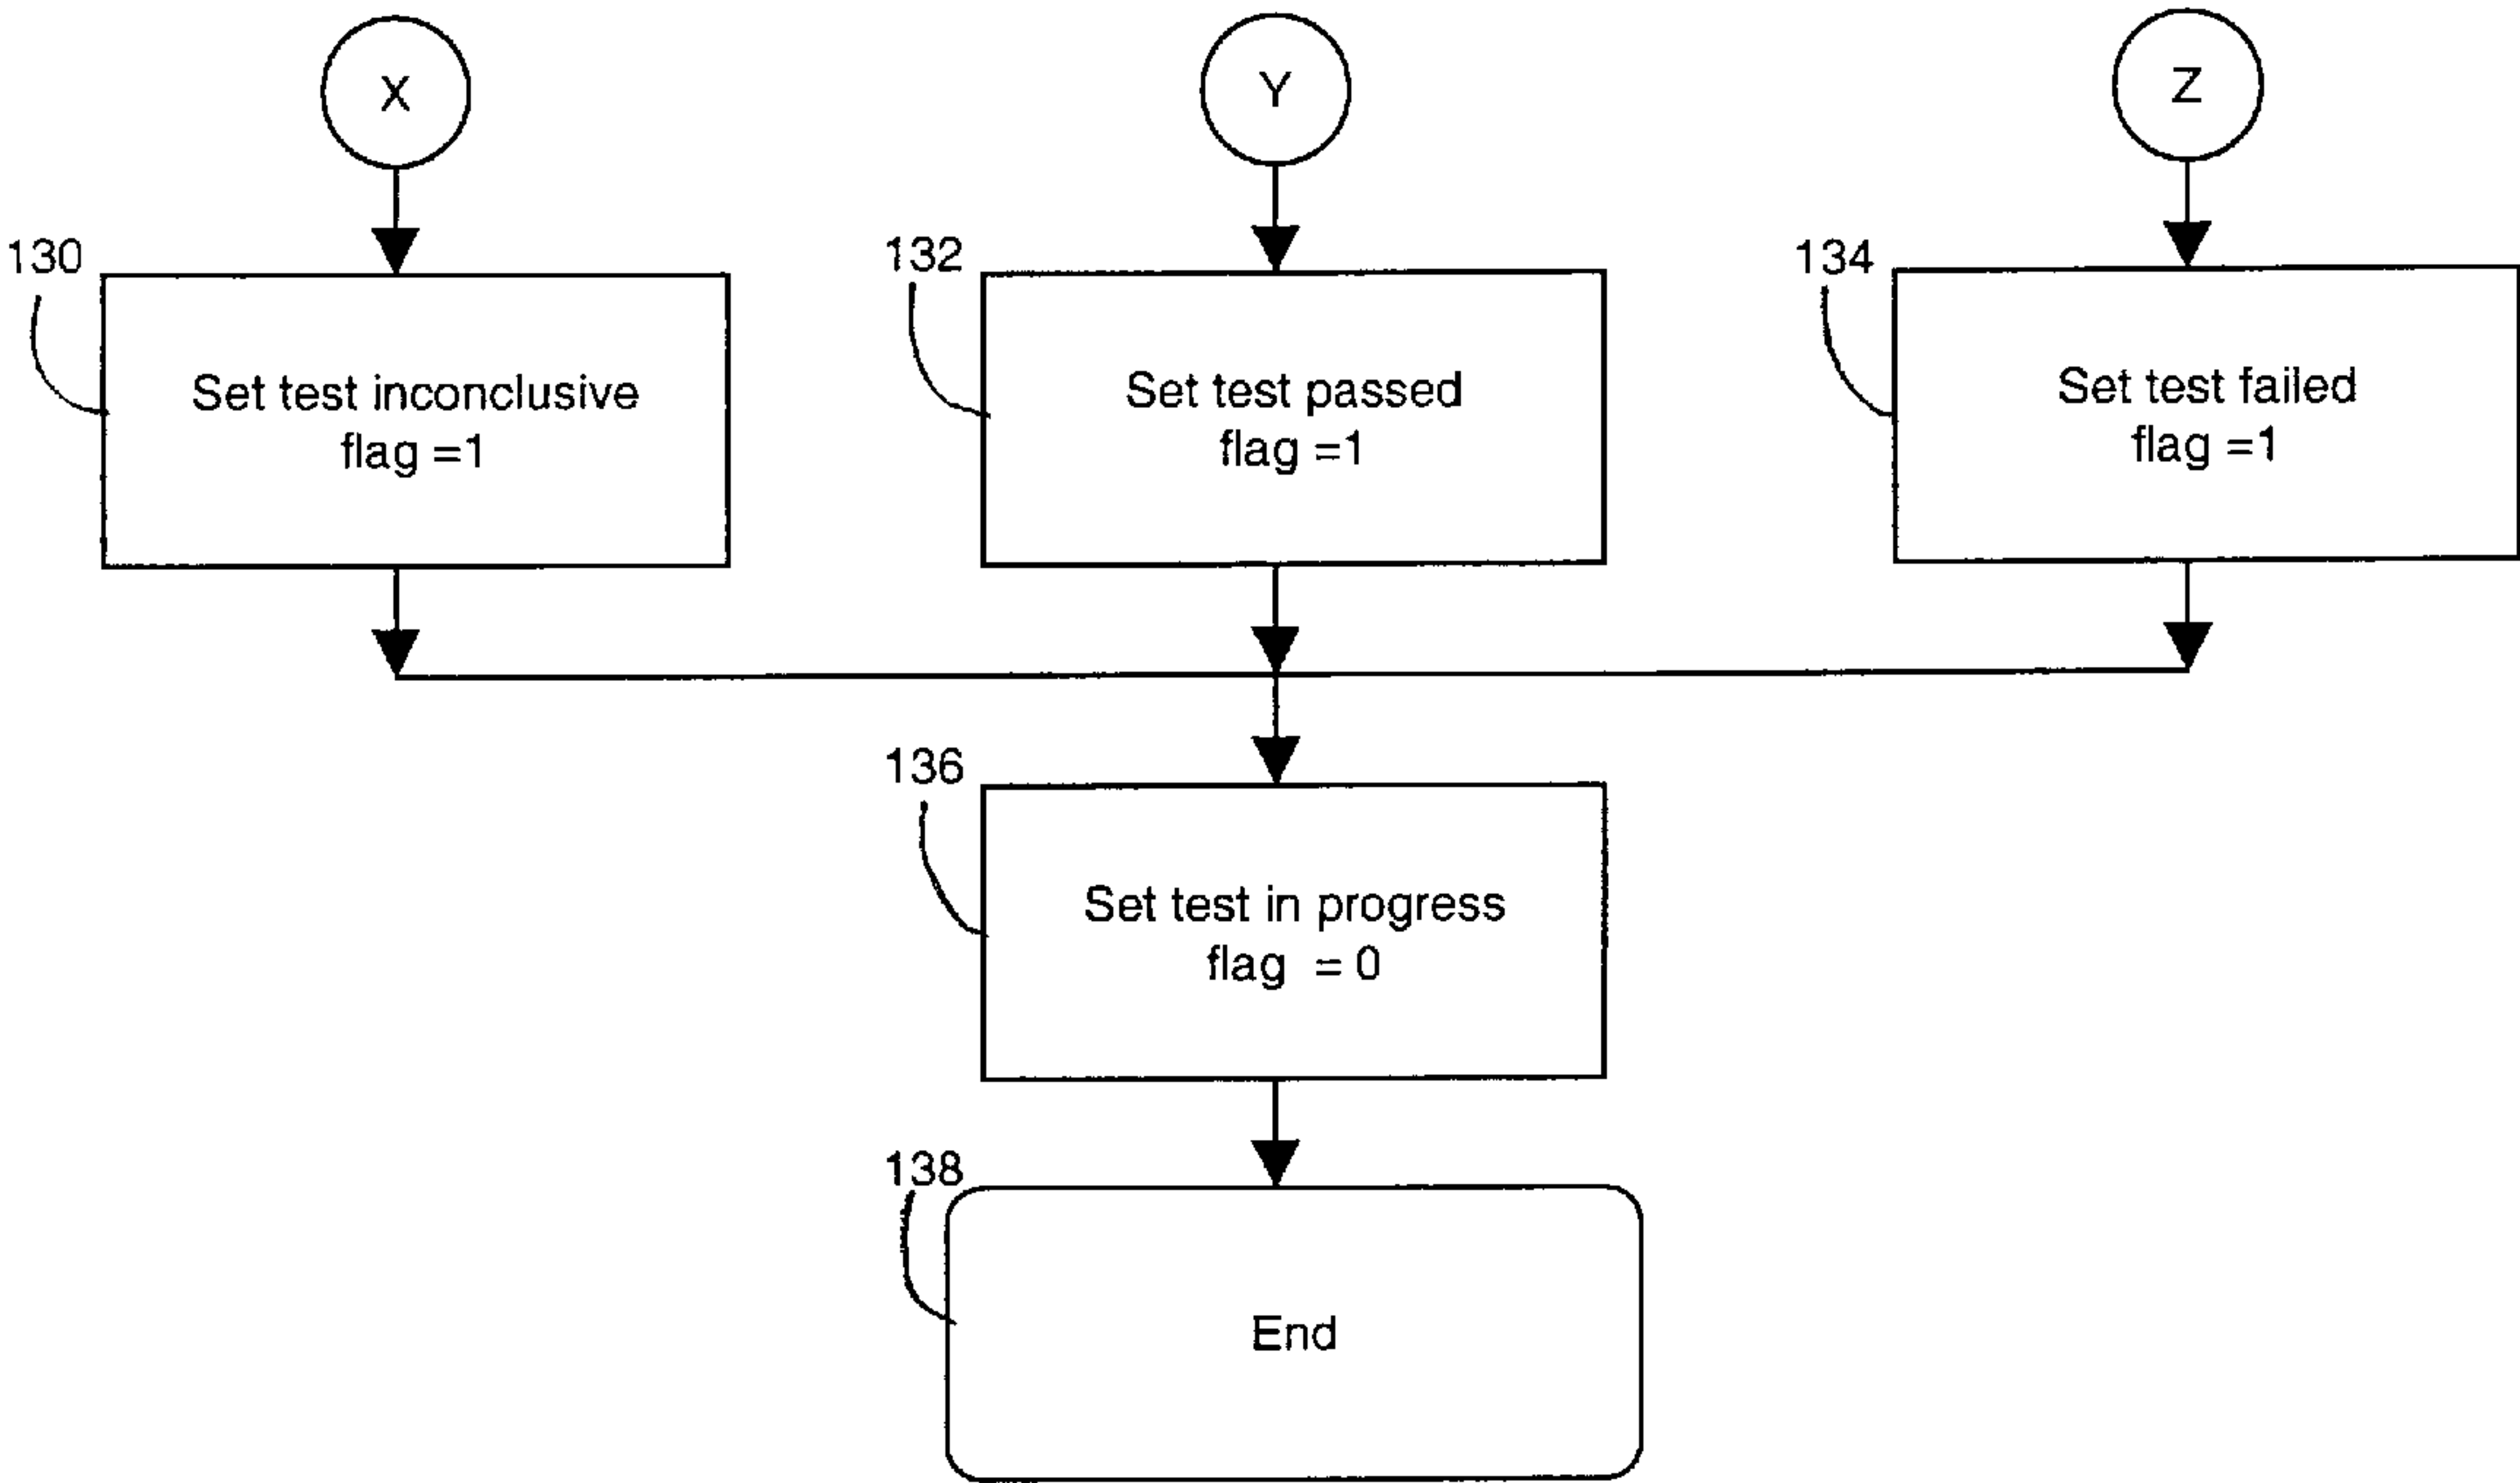 X
Y
Z
130
132
134
Set test inconclusive
flag =1
Set test passed
flag =1
Set test failed
flag =1
136
Set test in progress
flag = 0
138
End